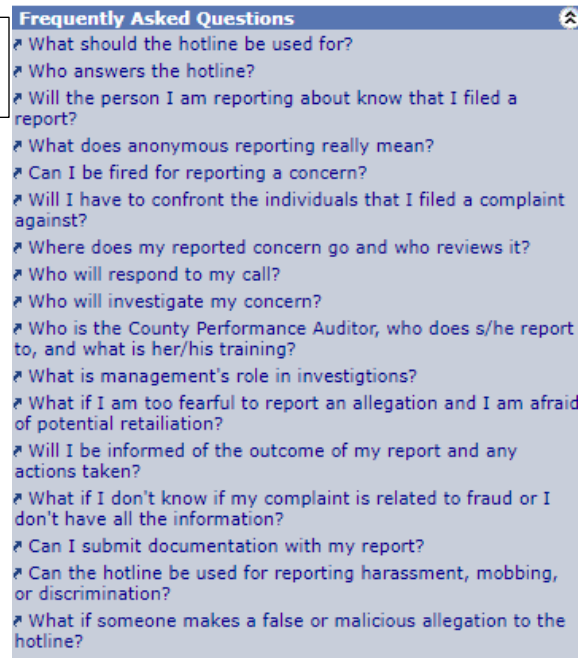 Frequently Asked Questions
What should the hotline be used for?
Who answers the hotline?
Will the person I am reporting about know that I filed a
report?
What does anonymous reporting really mean?
Can I be fired for reporting a concern?
Will I have to confront the individuals that I filed a complaint
against?
Where does my reported concern go and who reviews it?
Who will respond to my call?
Who will investigate my concern?
Who is the County Performance Auditor, who does s/he report
to, and what is her/his training?
What is management's role in investigtions?
What if I am too fearful to report an allegation and I am afraid
of potential retailiation?
Will I be informed of the outcome of my report and any
actions taken?
What if I don't know if my complaint is related to fraud or I
don't have all the information?
Can I submit documentation with my report?
Can the hotline be used for reporting harassment, mobbing,
or discrimination?
What if someone makes a false or malicious allegation to the
hotline?